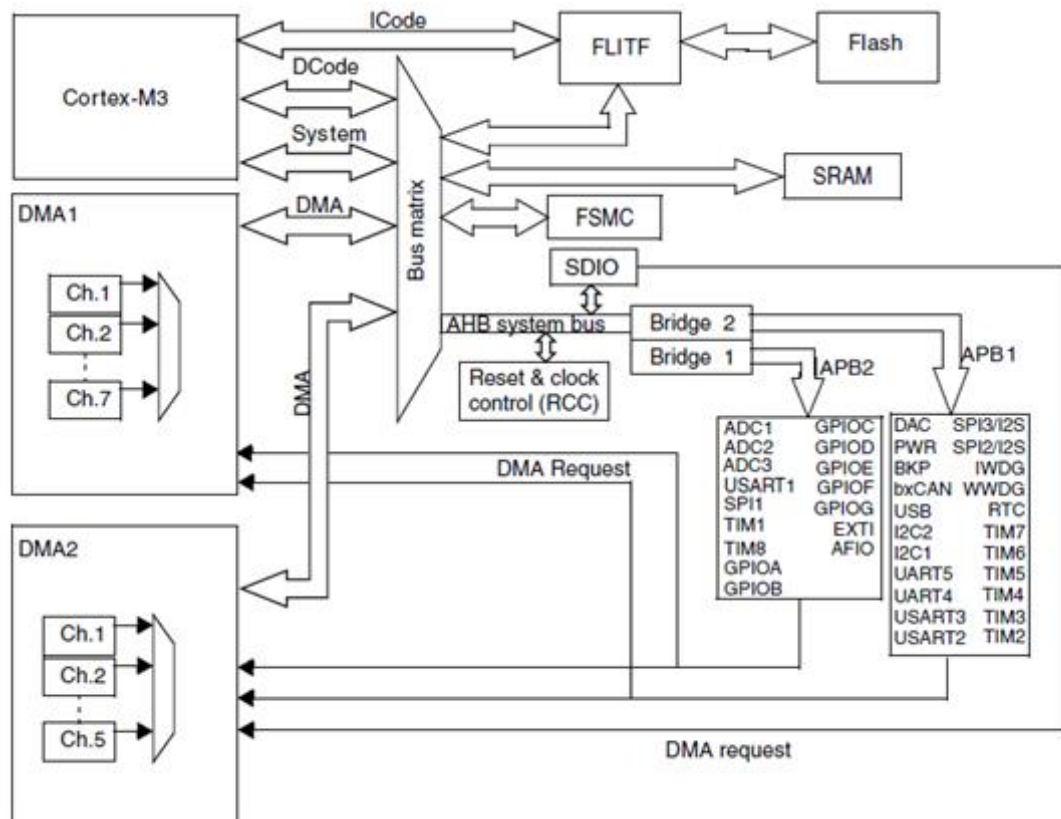 ICode
FLITF
Flash
Cortex-M3
DCode
System
SRAM
DMA1
DMA
FSMC
Bus matrix
SDIO
Ch.1
Ch.2
Ch.7
AHB system bus
Bridge 2
Bridge 1
APB2
APB1
Reset & clock
control (RCC)
DMA
DMA Request
ADC1 GPIOC
ADC2 GPIOD
ADC3 GPIOE
USART1 GPIOF
SPI1 GPIOG
TIM1 EXTI
TIM8 AFIO
GPIOA
GPIOB
DAC SPI3/I2S
PWR SPI2/I2S
BKP IWDG
bxCAN WWDG
USB RTC
I2C2 TIM7
I2C1 TIM6
UART5 TIM5
UART4 TIM4
USART3 TIM3
USART2 TIM2
DMA2
Ch.1
Ch.2
Ch.5
DMA request